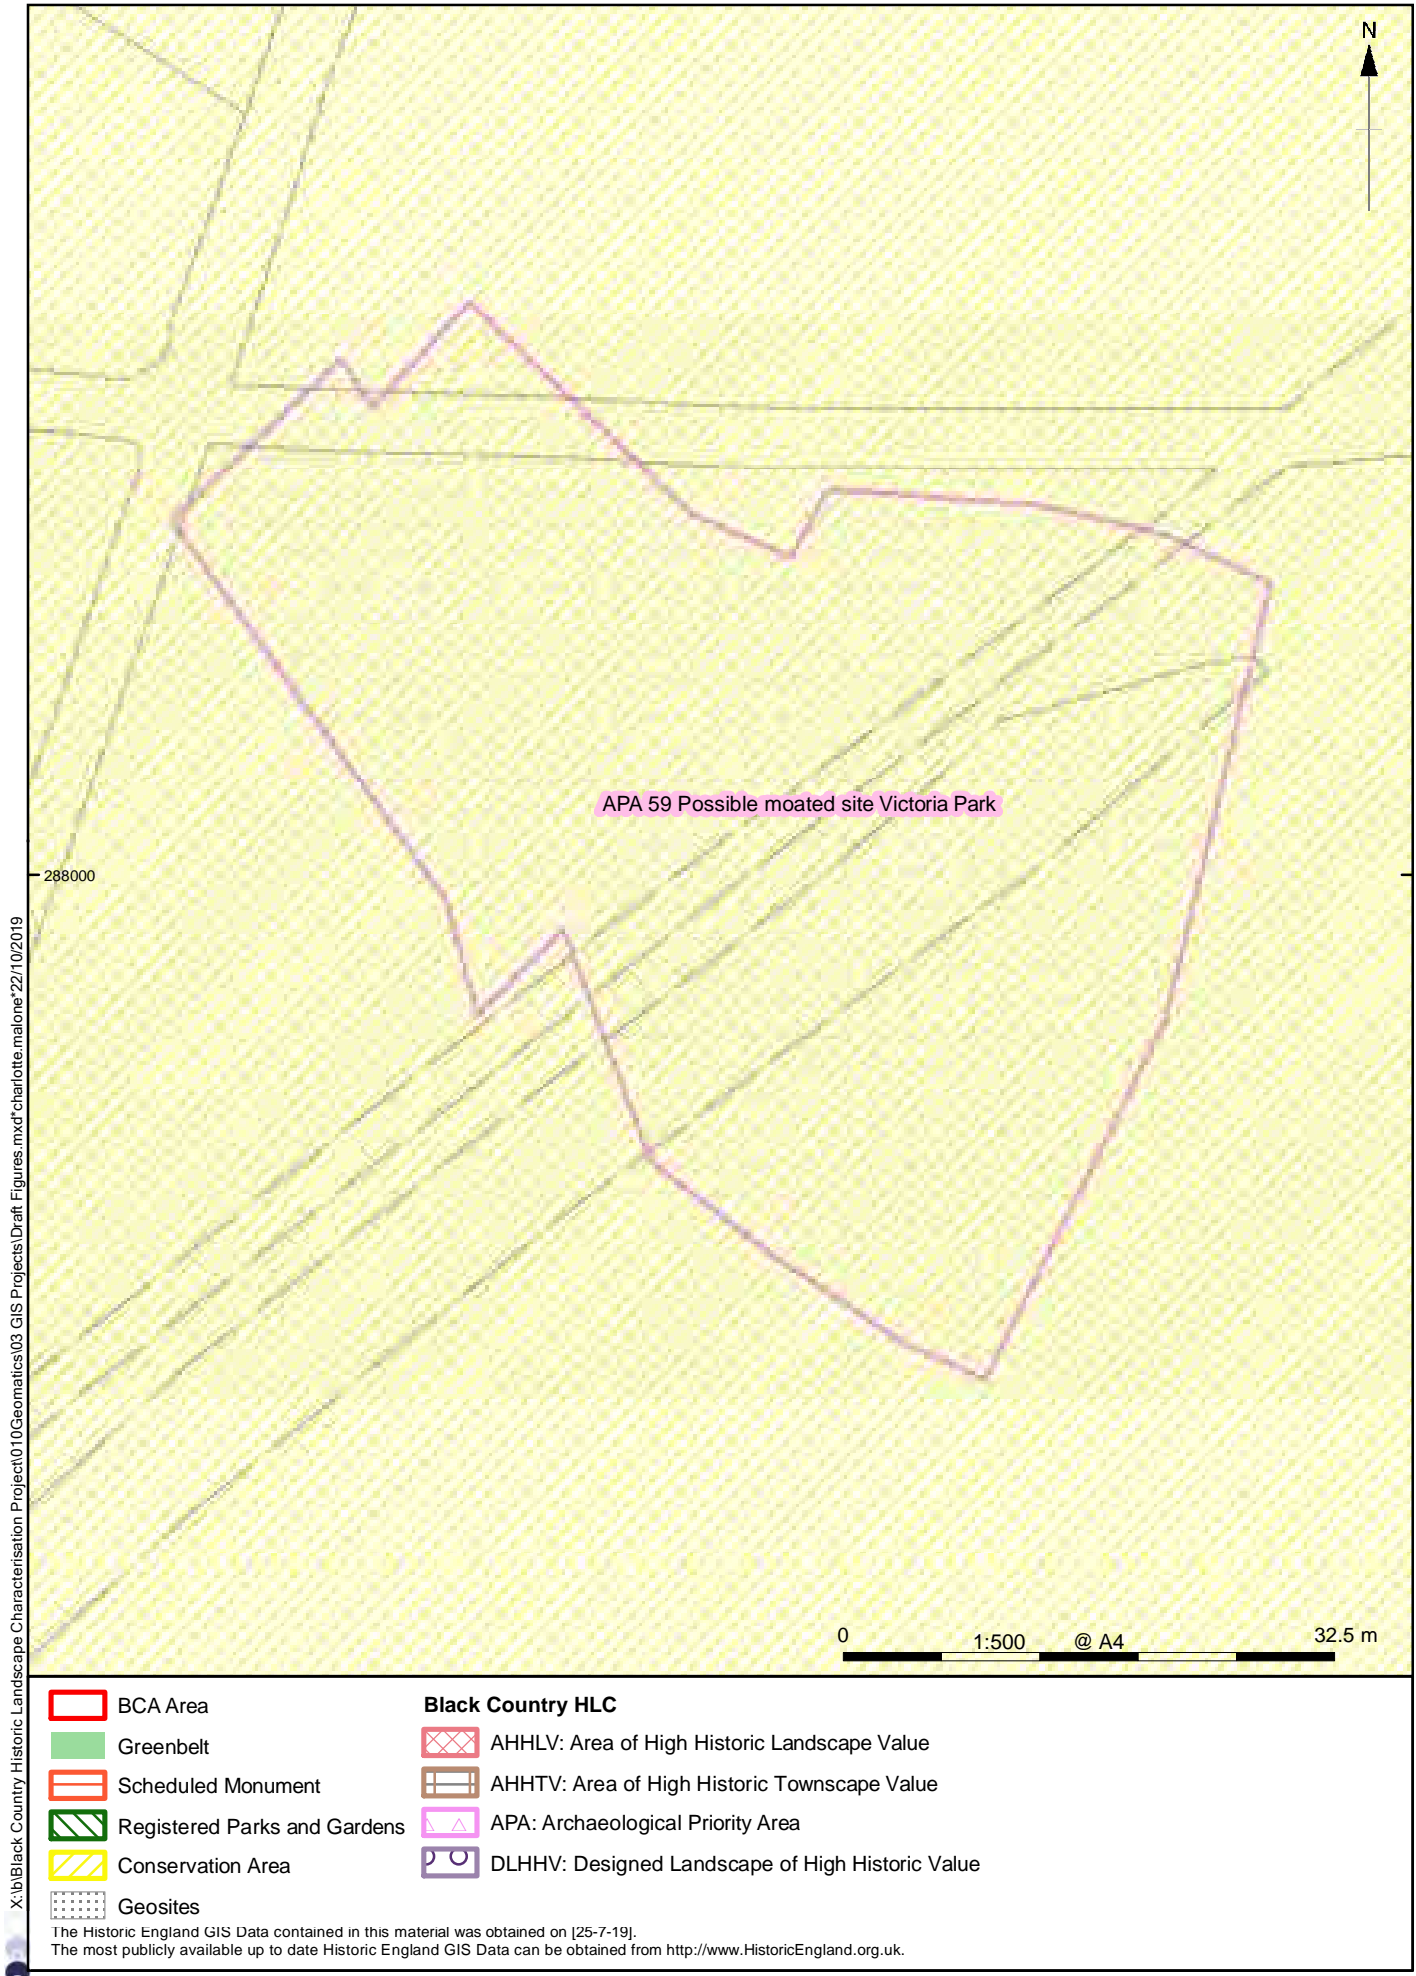 N
APA 59 Possible moated site Victoria Park
288000
X:\b\Black Country Historic Landscape Characterisation Project\010Geomatics\03 GIS Projects\Draft Figures.mxd*charlotte.malone*22/10/2019
0 1:500 @ A4 32.5 m
BCA Area
Greenbelt
Scheduled Monument
Registered Parks and Gardens
Conservation Area
Geosites
Black Country HLC
AHHLV: Area of High Historic Landscape Value
AHHTV: Area of High Historic Townscape Value
APA: Archaeological Priority Area
DLHHV: Designed Landscape of High Historic Value
The Historic England GIS Data contained in this material was obtained on [25-7-19].
The most publicly available up to date Historic England GIS Data can be obtained from http://www.HistoricEngland.org.uk.